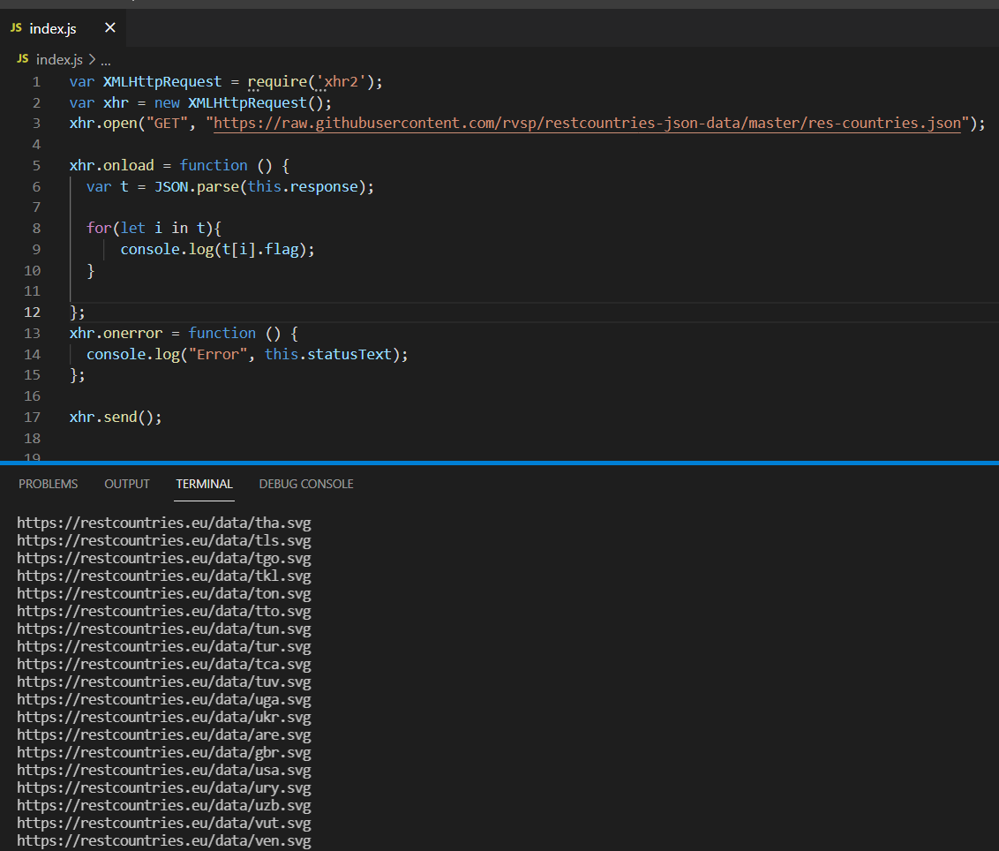 JS index.js ×
JS index.js > ...
1 var XMLHttpRequest = require('xhr2');
2 var xhr = new XMLHttpRequest();
3 xhr.open("GET", "https://raw.githubusercontent.com/rvsp/restcountries-json-data/master/res-countries.json");
4
5 xhr.onload = function () {
6 var t = JSON.parse(this.response);
7
8 for(let i in t){
9 console.log(t[i].flag);
10 }
11
12 };
13 xhr.onerror = function () {
14 console.log("Error", this.statusText);
15 };
16
17 xhr.send();
18
19
PROBLEMS OUTPUT TERMINAL DEBUG CONSOLE
https://restcountries.eu/data/tha.svg
https://restcountries.eu/data/tls.svg
https://restcountries.eu/data/tgo.svg
https://restcountries.eu/data/tkl.svg
https://restcountries.eu/data/ton.svg
https://restcountries.eu/data/tto.svg
https://restcountries.eu/data/tun.svg
https://restcountries.eu/data/tur.svg
https://restcountries.eu/data/tca.svg
https://restcountries.eu/data/tuv.svg
https://restcountries.eu/data/uga.svg
https://restcountries.eu/data/ukr.svg
https://restcountries.eu/data/are.svg
https://restcountries.eu/data/gbr.svg
https://restcountries.eu/data/usa.svg
https://restcountries.eu/data/ury.svg
https://restcountries.eu/data/uzb.svg
https://restcountries.eu/data/vut.svg
https://restcountries.eu/data/ven.svg